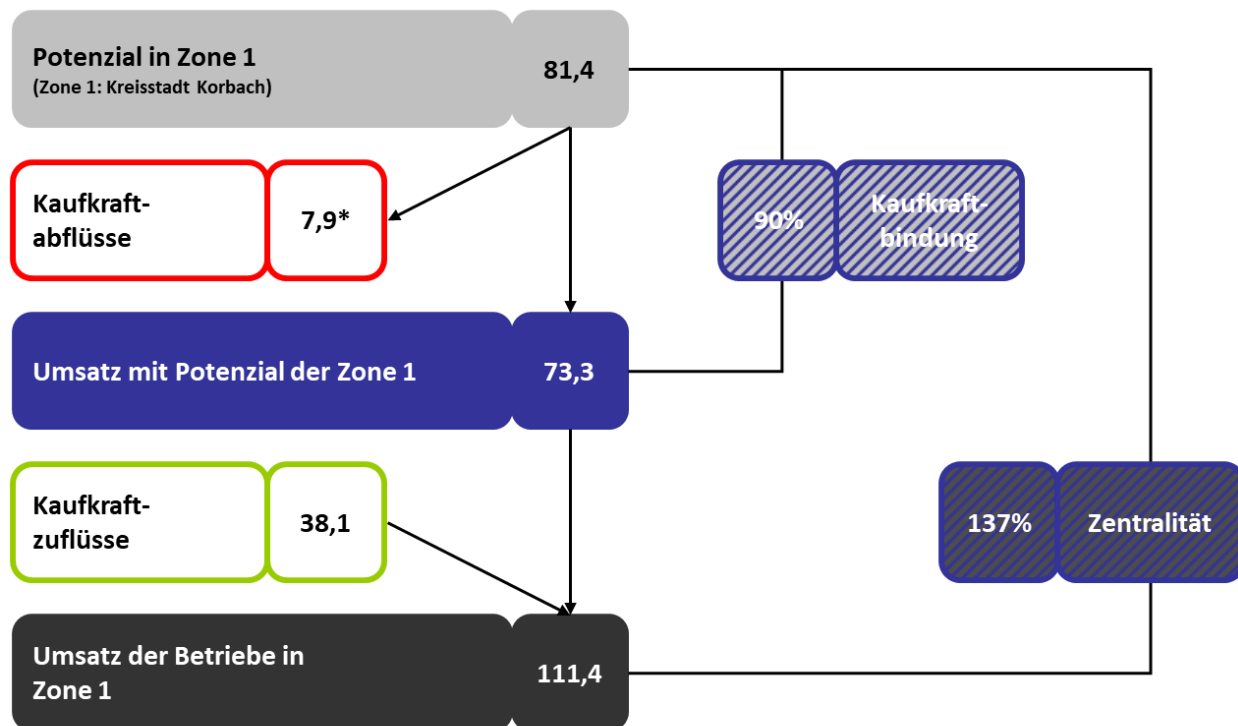 Potenzial in Zone 1
(Zone 1: Kreisstadt Korbach)
81,4
Kaufkraft-
abflüsse
7,9*
90%
Kaufkraft-
bindung
Umsatz mit Potenzial der Zone 1
73,3
Kaufkraft-
zuflüsse
38,1
137%
Zentralität
Umsatz der Betriebe in
Zone 1
111,4